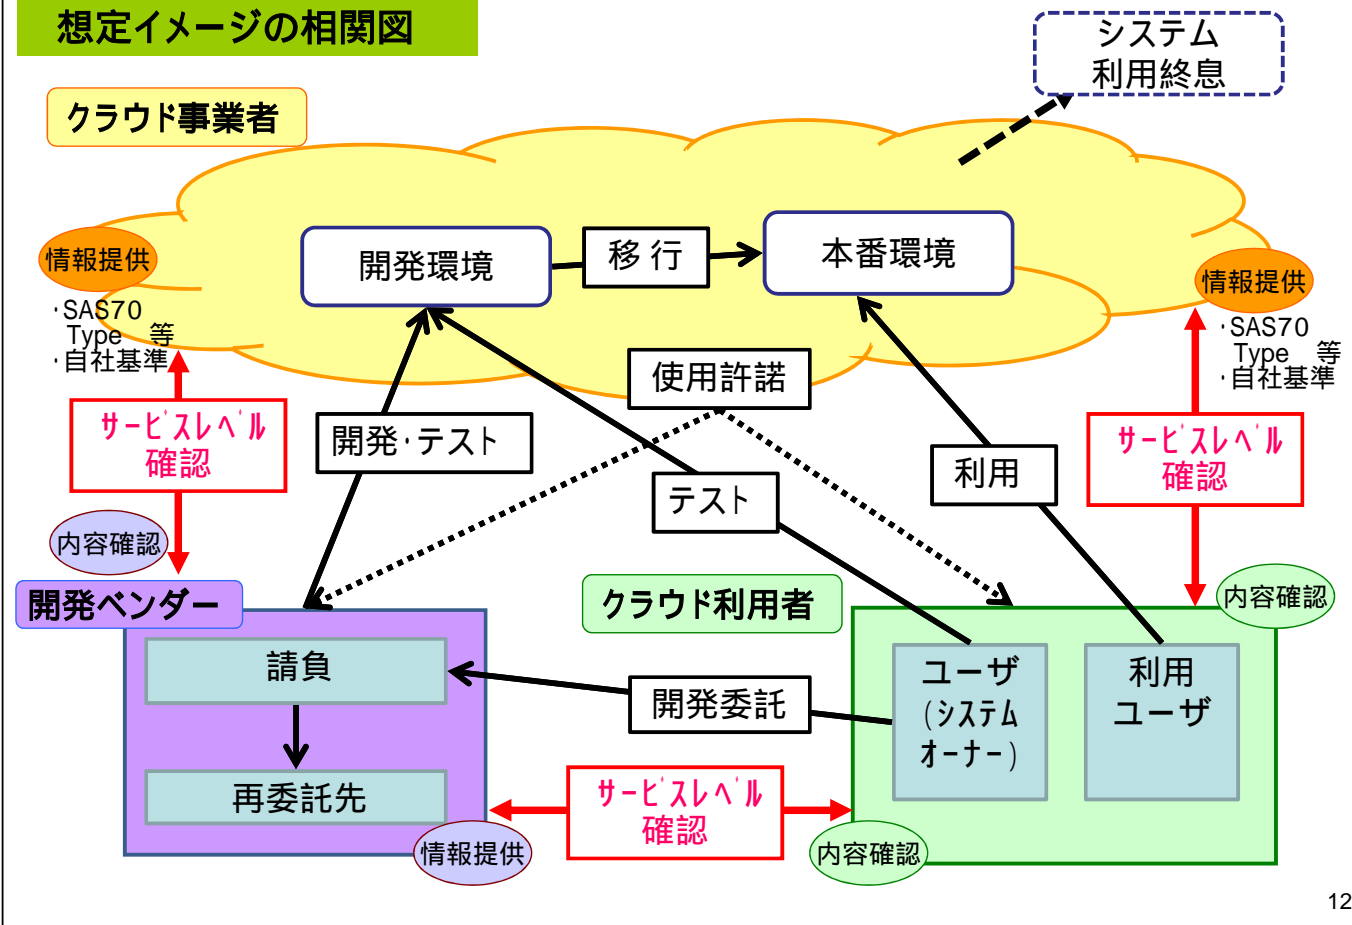 想定イメージの相関図
システム
利用終息
クラウド事業者
情報提供
・SAS70
Type 等
・自社基準
開発環境
移行
本番環境
情報提供
・SAS70
Type 等
・自社基準
使用許諾
サービスレベル
確認
開発・テスト
テスト
利用
サービスレベル
確認
内容確認
開発ベンダー
クラウド利用者
内容確認
請負
再委託先
開発委託
ユーザ
(システム
オーナー)
利用
ユーザ
サービスレベル
確認
情報提供
内容確認
12